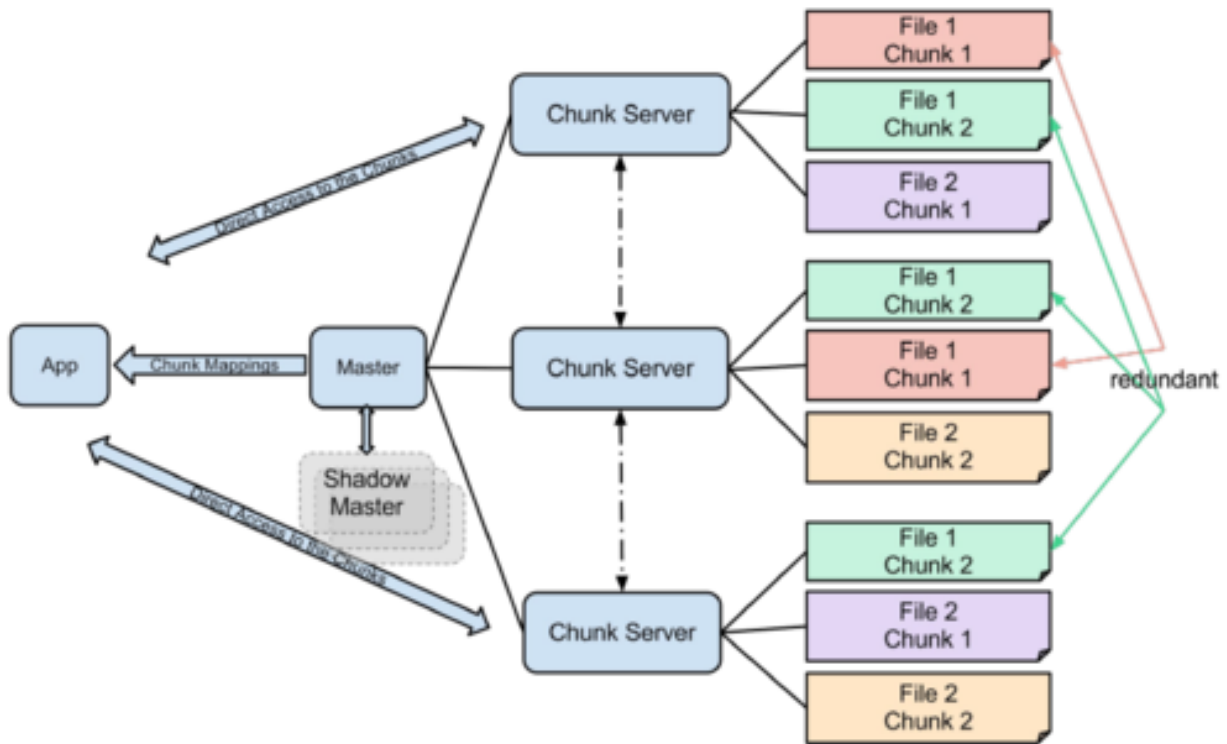 File 1
Chunk 1
Chunk Server
File 1
Chunk 2
File 2
Chunk 1
Direct Access to the Chunks
File 1
Chunk 2
App
Chunk Mappings
Master
Chunk Server
File 1
Chunk 1
redundant
File 2
Chunk 2
Shadow
Master
Direct Access to the Chunks
File 1
Chunk 2
Chunk Server
File 2
Chunk 1
File 2
Chunk 2